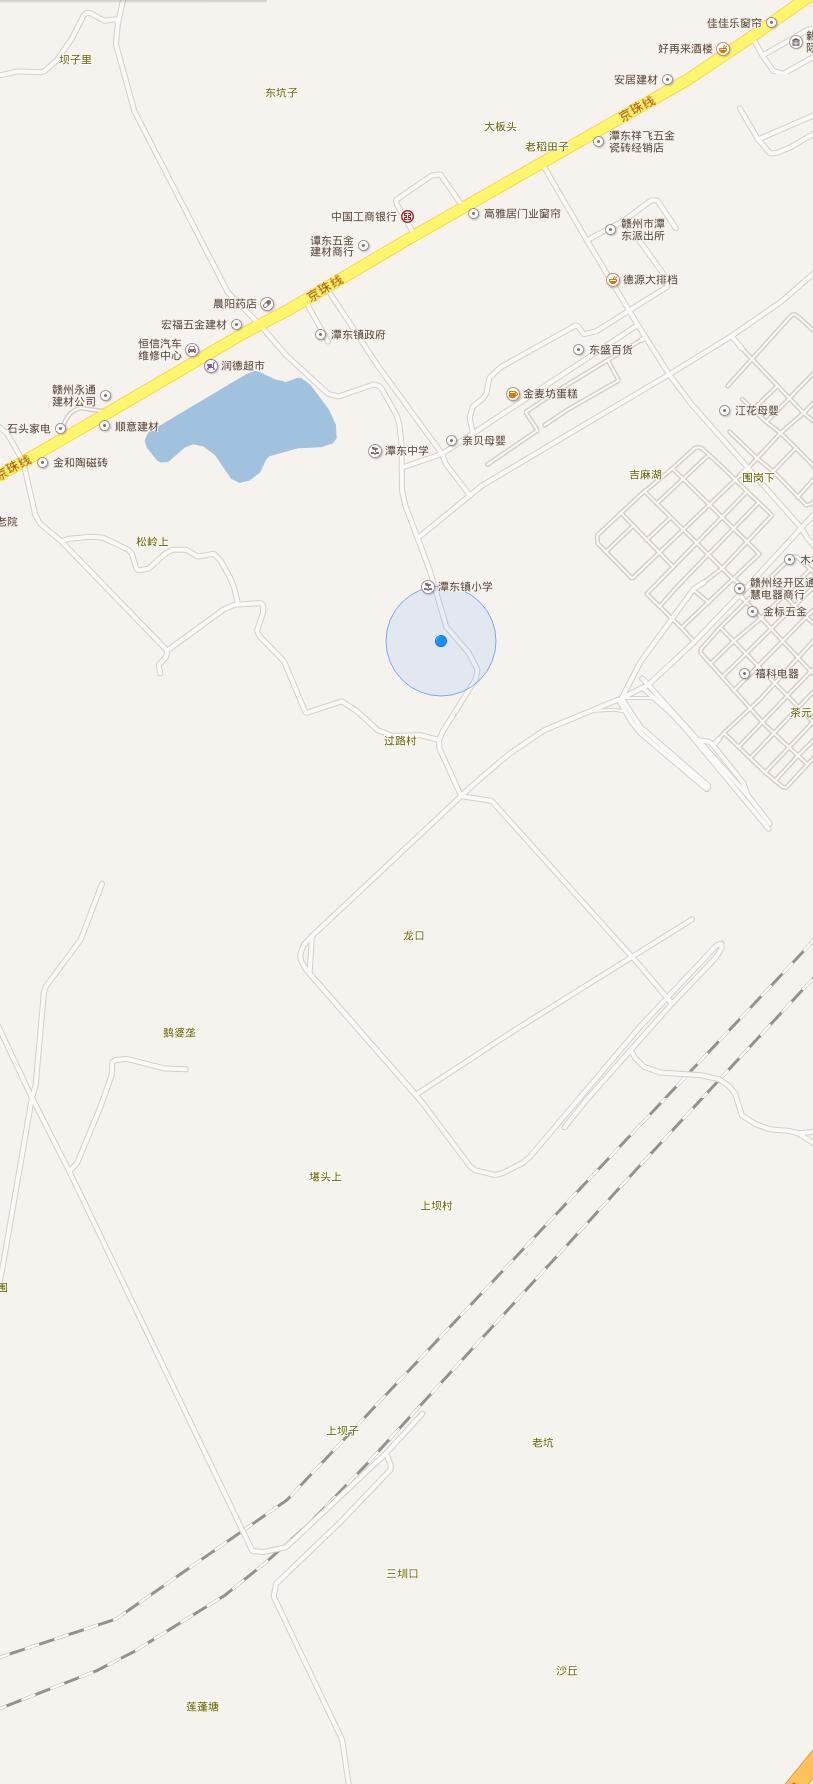 佳佳乐窗帘
好再来酒楼
坝子里
安居建材
东坑子
京珠线
大板头
潭东祥飞五金
瓷砖经销店
老稻田子
中国工商银行
高雅居门业窗帘
赣州市潭
东派出所
谭东五金
建材商行
德源大排档
京珠线
晨阳药店
宏福五金建材
潭东镇政府
恒信汽车
维修中心
东盛百货
润德超市
赣州永通
建材公司
金麦坊蛋糕
江花母婴
石头家电
顺意建材
亲贝母婴
潭东中学
京珠线
金和陶磁砖
吉麻湖
围岗下
老院
松岭上
木
潭东镇小学
赣州经开区通
慧电器商行
金标五金
禧科电器
茶元
过路村
龙口
鹅婆垄
堪头上
上坝村
围
上坝子
老坑
三圳口
沙丘
莲蓬塘